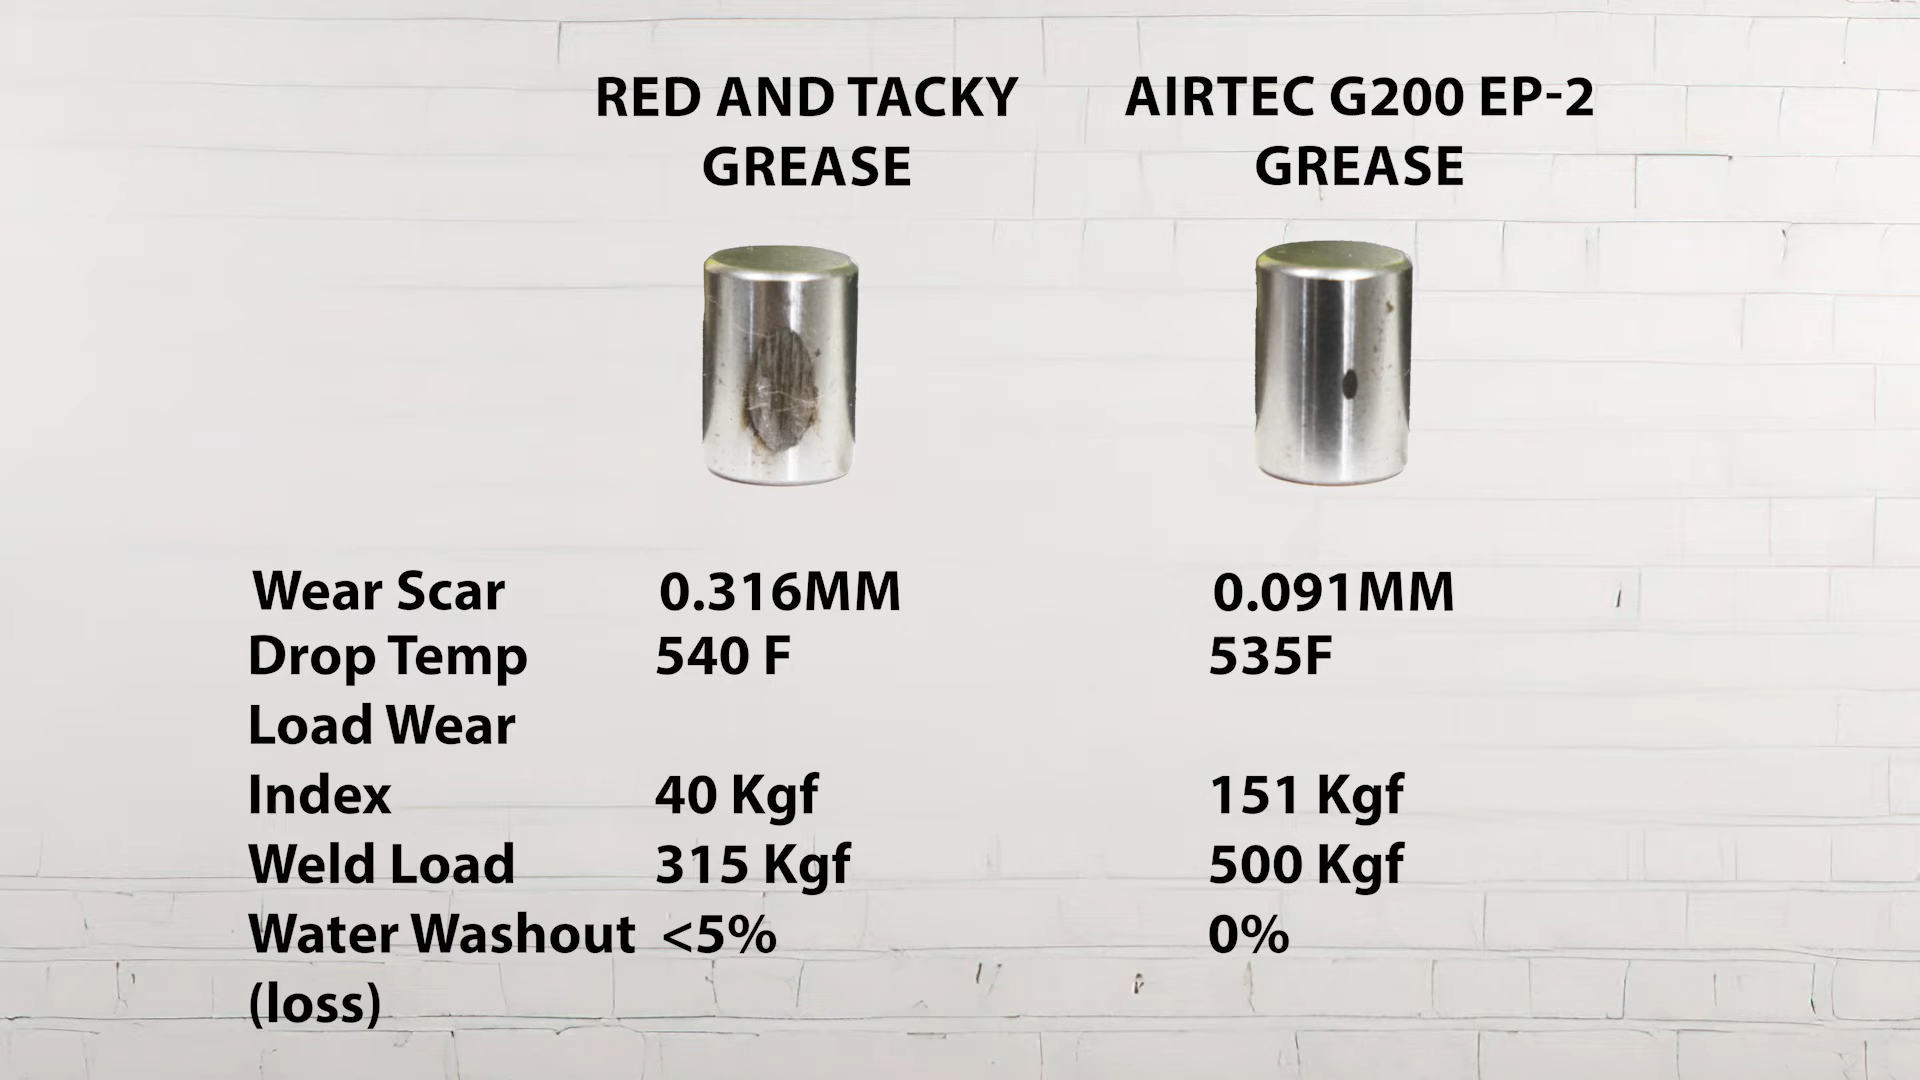 RED AND TACKY GREASE
AIRTEC G200 EP-2 GREASE
Wear Scar 0.316MM 0.091MM
Drop Temp 540 F 535F
Load Wear
Index 40 Kgf 151 Kgf
Weld Load 315 Kgf 500 Kgf
Water Washout <5% 0%
(loss)